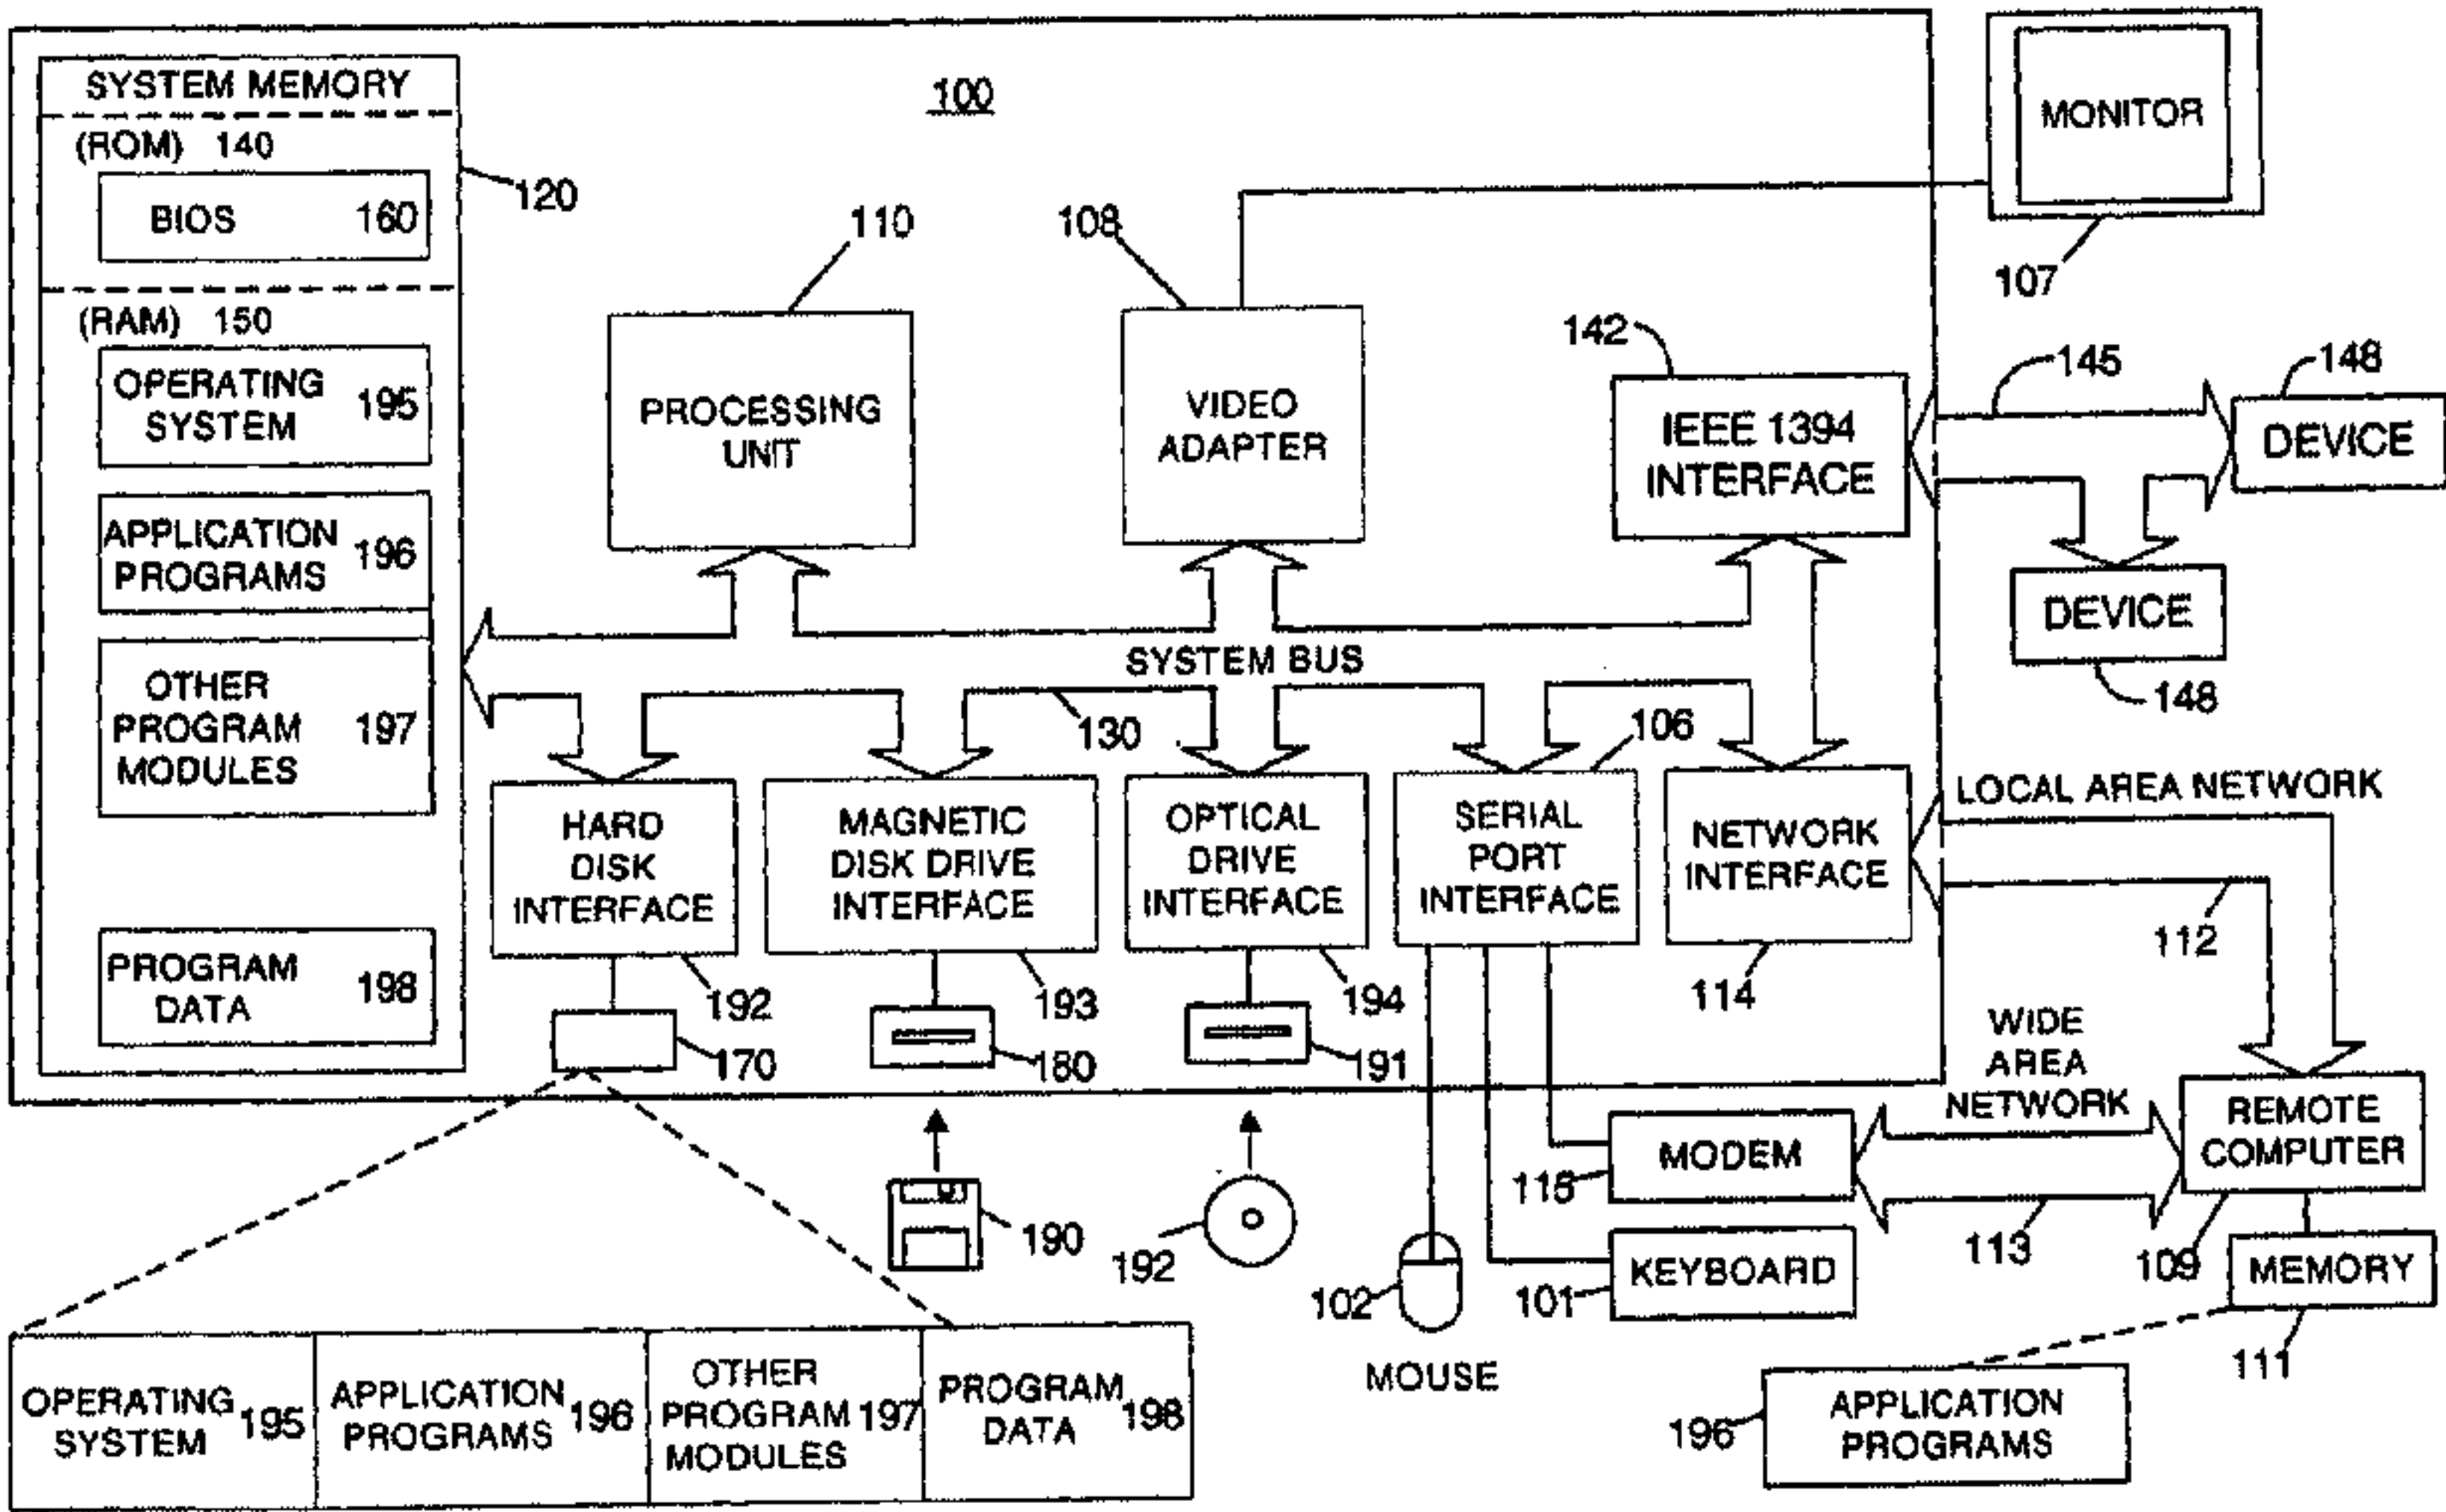 100
SYSTEM MEMORY
(ROM) 140
BIOS 160
120
(RAM) 150
OPERATING
SYSTEM
195
APPLICATION
PROGRAMS
196
OTHER
PROGRAM
MODULES
197
PROGRAM
DATA
198
110
PROCESSING
UNIT
108
VIDEO
ADAPTER
MONITOR
107
142
IEEE 1394
INTERFACE
145
148
DEVICE
DEVICE
148
SYSTEM BUS
130
106
HARD
DISK
INTERFACE
192
170
MAGNETIC
DISK DRIVE
INTERFACE
193
180
OPTICAL
DRIVE
INTERFACE
194
191
SERIAL
PORT
INTERFACE
NETWORK
INTERFACE
114
LOCAL AREA NETWORK
112
WIDE
AREA
NETWORK
REMOTE
COMPUTER
109
113
MODEM
KEYBOARD
101
102
MOUSE
190
192
MEMORY
111
196
APPLICATION
PROGRAMS
OPERATING
SYSTEM
195
APPLICATION
PROGRAMS
196
OTHER
PROGRAM
MODULES
197
PROGRAM
DATA
198